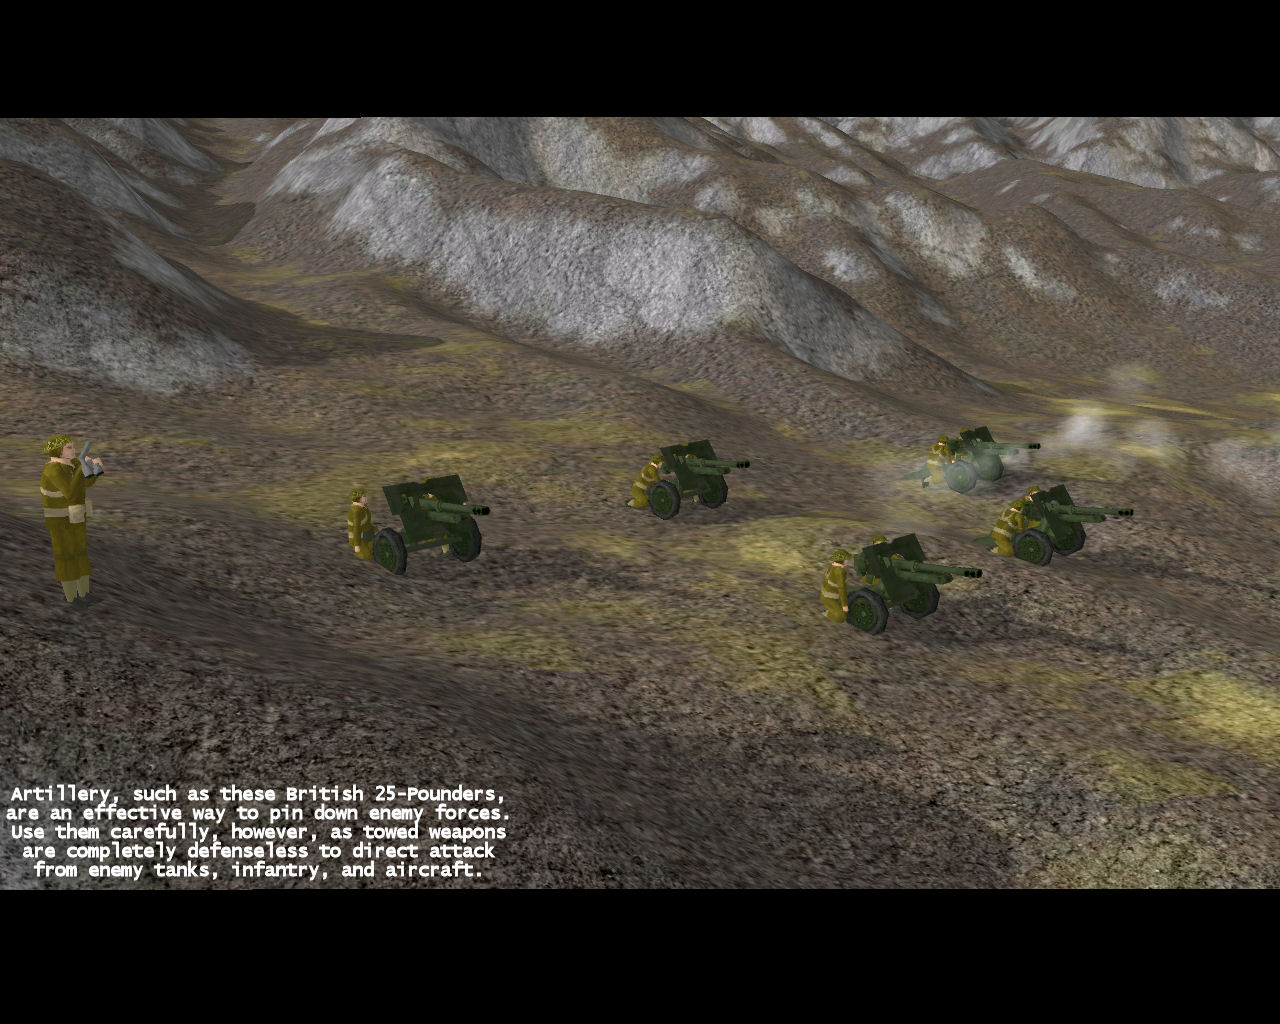 Artillery, such as these British 25-Pounders,
are an effective way to pin down enemy forces.
Use them carefully, however, as towed weapons
are completely defenseless to direct attack
from enemy tanks, infantry, and aircraft.